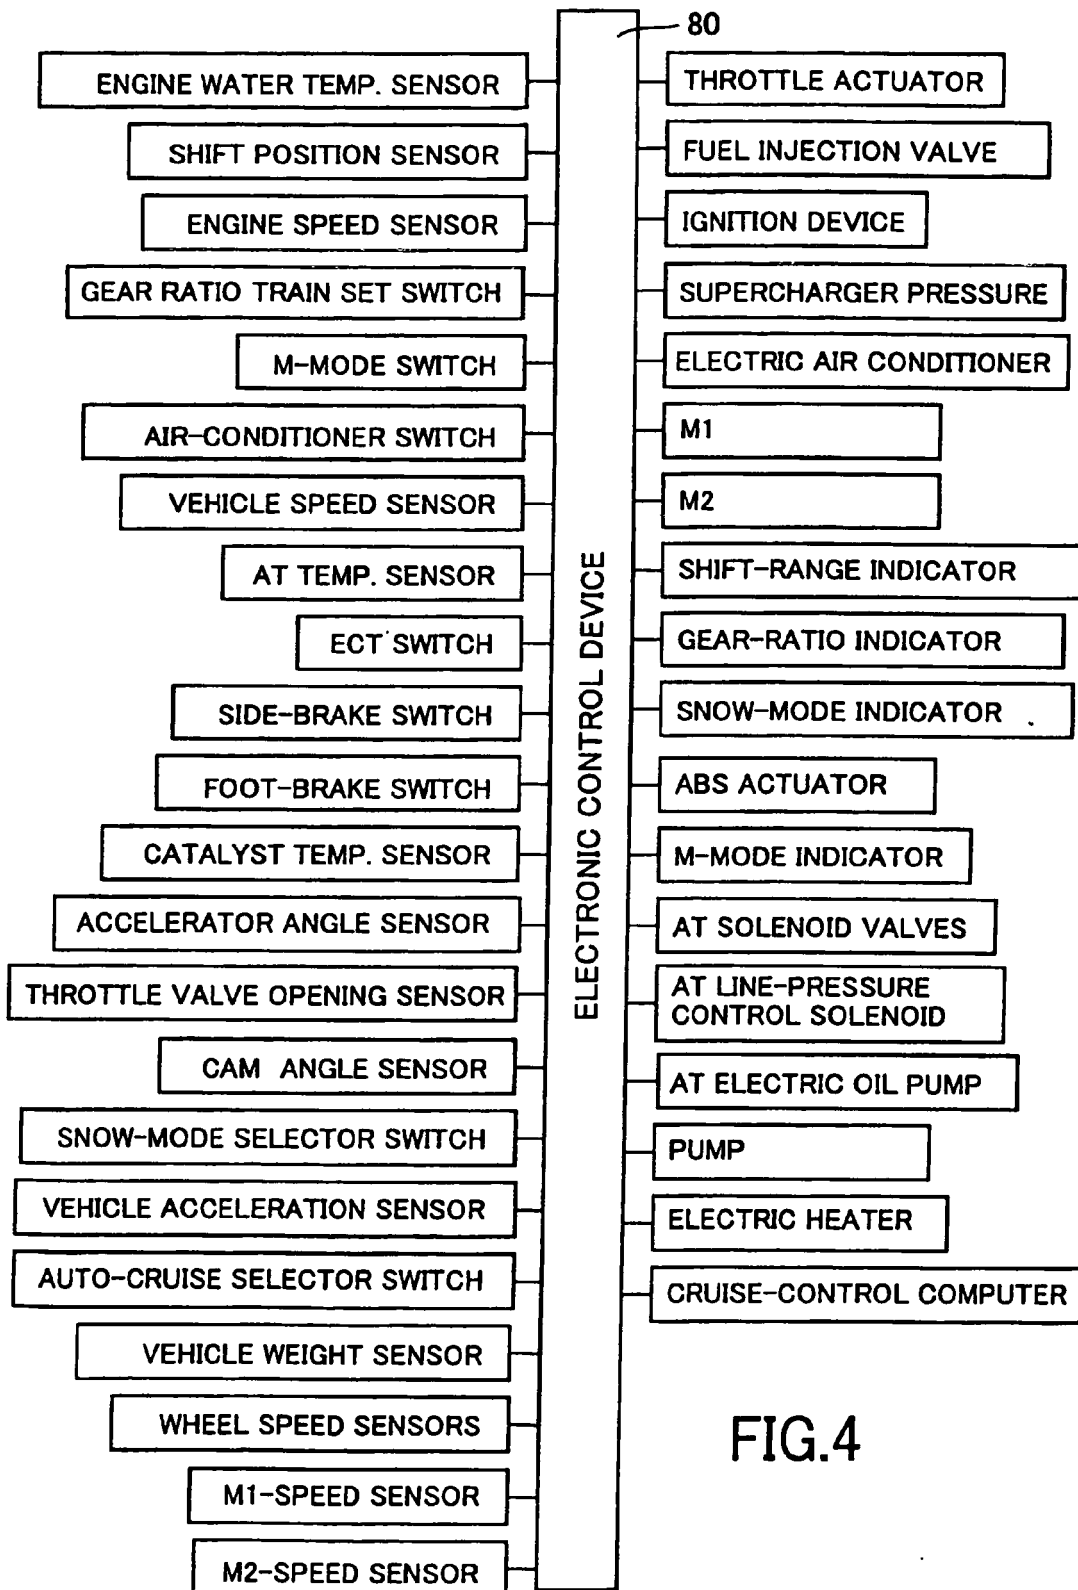 80
ENGINE WATER TEMP. SENSOR
SHIFT POSITION SENSOR
ENGINE SPEED SENSOR
GEAR RATIO TRAIN SET SWITCH
M-MODE SWITCH
AIR-CONDITIONER SWITCH
VEHICLE SPEED SENSOR
AT TEMP. SENSOR
ECT SWITCH
SIDE-BRAKE SWITCH
FOOT-BRAKE SWITCH
CATALYST TEMP. SENSOR
ACCELERATOR ANGLE SENSOR
THROTTLE VALVE OPENING SENSOR
CAM ANGLE SENSOR
SNOW-MODE SELECTOR SWITCH
VEHICLE ACCELERATION SENSOR
AUTO-CRUISE SELECTOR SWITCH
VEHICLE WEIGHT SENSOR
WHEEL SPEED SENSORS
M1-SPEED SENSOR
M2-SPEED SENSOR
ELECTRONIC CONTROL DEVICE
THROTTLE ACTUATOR
FUEL INJECTION VALVE
IGNITION DEVICE
SUPERCHARGER PRESSURE
ELECTRIC AIR CONDITIONER
M1
M2
SHIFT-RANGE INDICATOR
GEAR-RATIO INDICATOR
SNOW-MODE INDICATOR
ABS ACTUATOR
M-MODE INDICATOR
AT SOLENOID VALVES
AT LINE-PRESSURE
CONTROL SOLENOID
AT ELECTRIC OIL PUMP
PUMP
ELECTRIC HEATER
CRUISE-CONTROL COMPUTER
FIG.4